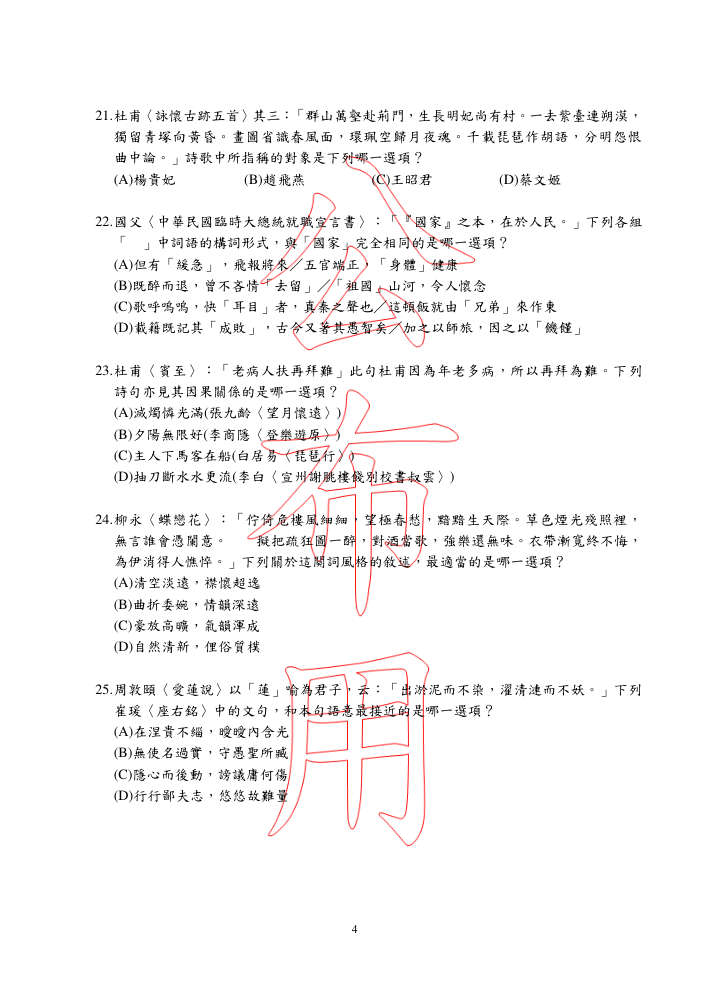 21.杜甫〈詠懷古跡五首〉其三:「群山萬壑赴荊門,生長明妃尚有村。一去紫臺連朔漠,
獨留青塚向黃昏。畫圖省識春風面,環珮空歸月夜魂。千載琵琶作胡語,分明怨恨
曲中論。」詩歌中所指稱的對象是下列哪一選項?
(A)楊貴妃 (B)趙飛燕 (C)王昭君 (D)蔡文姬
22.國父〈中華民國臨時大總統就職宣言書〉:「『國家』之本,在於人民。」下列各組
「 」中詞語的構詞形式,與「國家」完全相同的是哪一選項?
(A)但有「緩急」,飛報將來/五官端正,「身體」健康
(B)既醉而退,曾不吝情「去留」/「祖國」山河,令人懷念
(C)歌呼嗚嗚,快「耳目」者,真秦之聲也/這頓飯就由「兄弟」來作東
(D)載籍既記其「成敗」,古今又著其愚智矣/加之以師旅,因之以「饑饉」
23.杜甫〈賓至〉:「老病人扶再拜難」此句杜甫因為年老多病,所以再拜為難。下列
詩句亦見其因果關係的是哪一選項?
(A)滅燭憐光滿(張九齡〈望月懷遠〉)
(B)夕陽無限好(李商隱〈登樂遊原〉)
(C)主人下馬客在船(白居易〈琵琶行〉)
(D)抽刀斷水水更流(李白〈宣州謝朓樓餞別校書叔雲〉)
24.柳永〈蝶戀花〉:「佇倚危樓風細細,望極春愁,黯黯生天際。草色煙光殘照裡,
無言誰會憑闌意。 擬把疏狂圖一醉,對酒當歌,強樂還無味。衣帶漸寬終不悔,
為伊消得人憔悴。」下列關於這闋詞風格的敘述,最適當的是哪一選項?
(A)清空淡遠,襟懷超逸
(B)曲折委婉,情韻深遠
(C)豪放高曠,氣韻渾成
(D)自然清新,俚俗質樸
25.周敦頤〈愛蓮說〉以「蓮」喻為君子,云:「出淤泥而不染,濯清漣而不妖。」下列
崔瑗〈座右銘〉中的文句,和本句語意最接近的是哪一選項?
(A)在涅貴不緇,曖曖內含光
(B)無使名過實,守愚聖所臧
(C)隱心而後動,謗議庸何傷
(D)行行鄙夫志,悠悠故難量
公布用
4